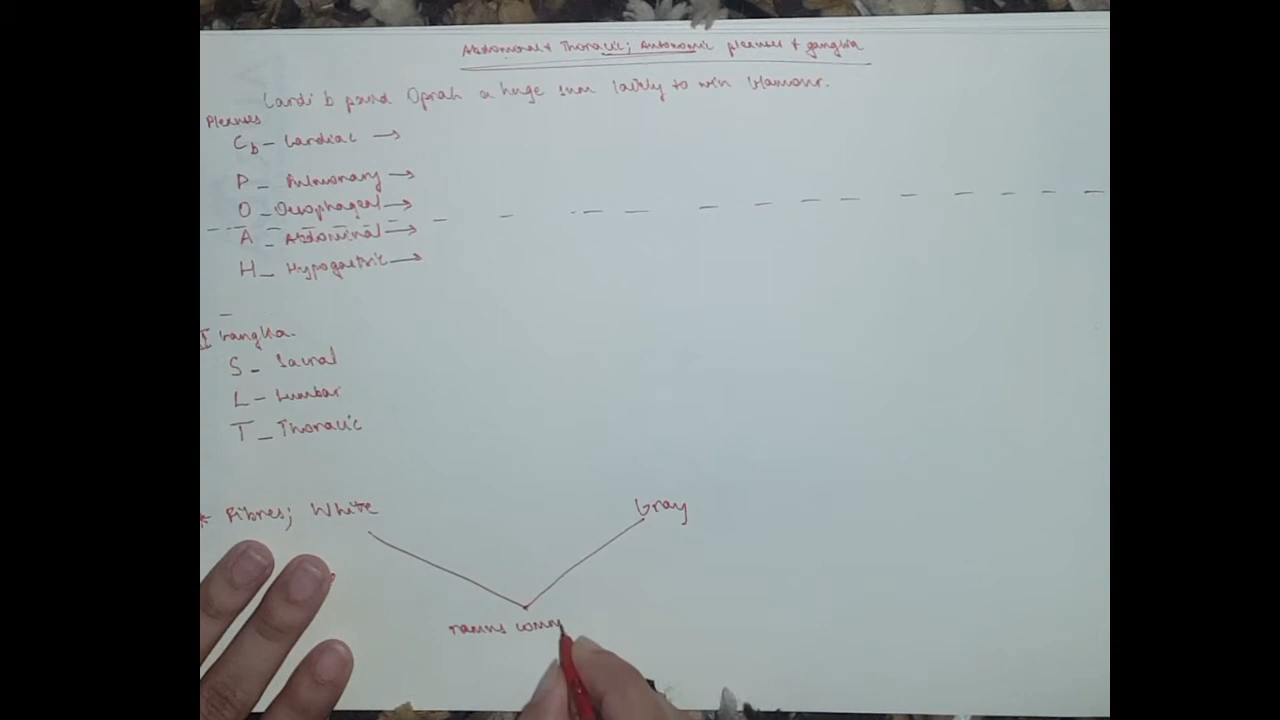 Abdominal & Thoracic; Autonomic plexuses & ganglia
Cardi b paid Oprah a huge sum lately to win Glamour.
Plexuses
Cb - Cardiac →
P - Pulmonary →
O - Oesophageal →
A - Abdominal →
H - Hypogastric →
Ganglia.
S - Sacral
L - Lumbar
T - Thoracic
* Fibres; White
Gray
ramus comm